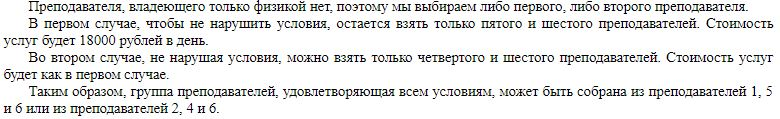 Преподавателя, владеющего только физикой нет, поэтому мы выбираем либо первого, либо второго преподавателя.
В первом случае, чтобы не нарушить условия, остается взять только пятого и шестого преподавателей. Стоимость
услуг будет 18000 рублей в день.
Во втором случае, не нарушая условия, можно взять только четвертого и шестого преподавателей. Стоимость услуг
будет как в первом случае.
Таким образом, группа преподавателей, удовлетворяющая всем условиям, может быть собрана из преподавателей 1, 5
и 6 или из преподавателей 2, 4 и 6.